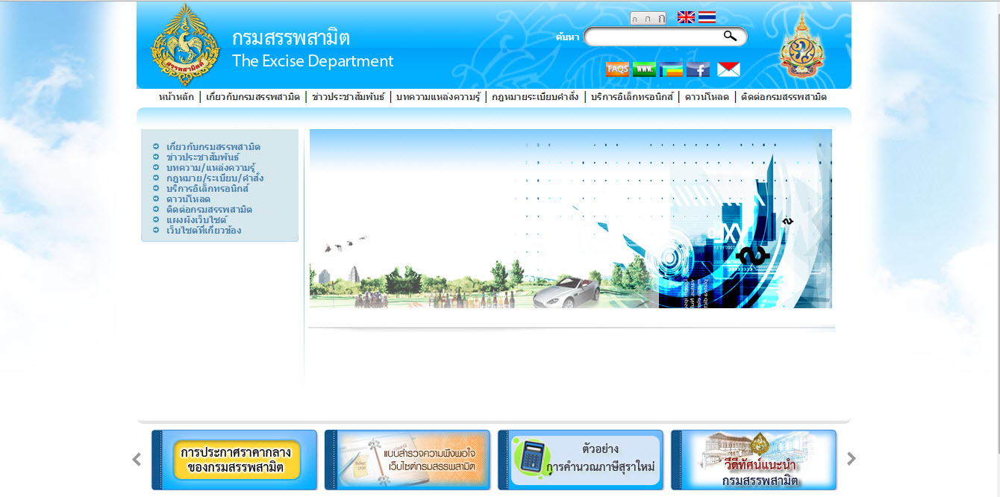 ก ก ก
กรมสรรพสามิต
ค้นหา
The Excise Department
สรรพสามิตต์
FAQS WWW. f
หน้าหลัก | เกี่ยวกับกรมสรรพสามิต | ข่าวประชาสัมพันธ์ | บทความแหล่งความรู้ | กฎหมายระเบียบคำสั่ง | บริการอิเล็กทรอนิกส์ | ดาวน์โหลด | ติดต่อกรมสรรพสามิต
เกี่ยวกับกรมสรรพสามิต
ข่าวประชาสัมพันธ์
บทความ/แหล่งความรู้
กฎหมาย/ระเบียบ/คำสั่ง
บริการอิเล็กทรอนิกส์
ดาวน์โหลด
ติดต่อกรมสรรพสามิต
แผงผังเว็บไซต์
เว็บไซต์ที่เกี่ยวข้อง
การประกาศราคากลาง
ของกรมสรรพสามิต
แบบสำรวจความพึงพอใจ
เว็บไซต์กรมสรรพสามิต
ตัวอย่าง
การคำนวณภาษีสุราใหม่
วีดีทัศน์แนะนำ
กรมสรรพสามิต